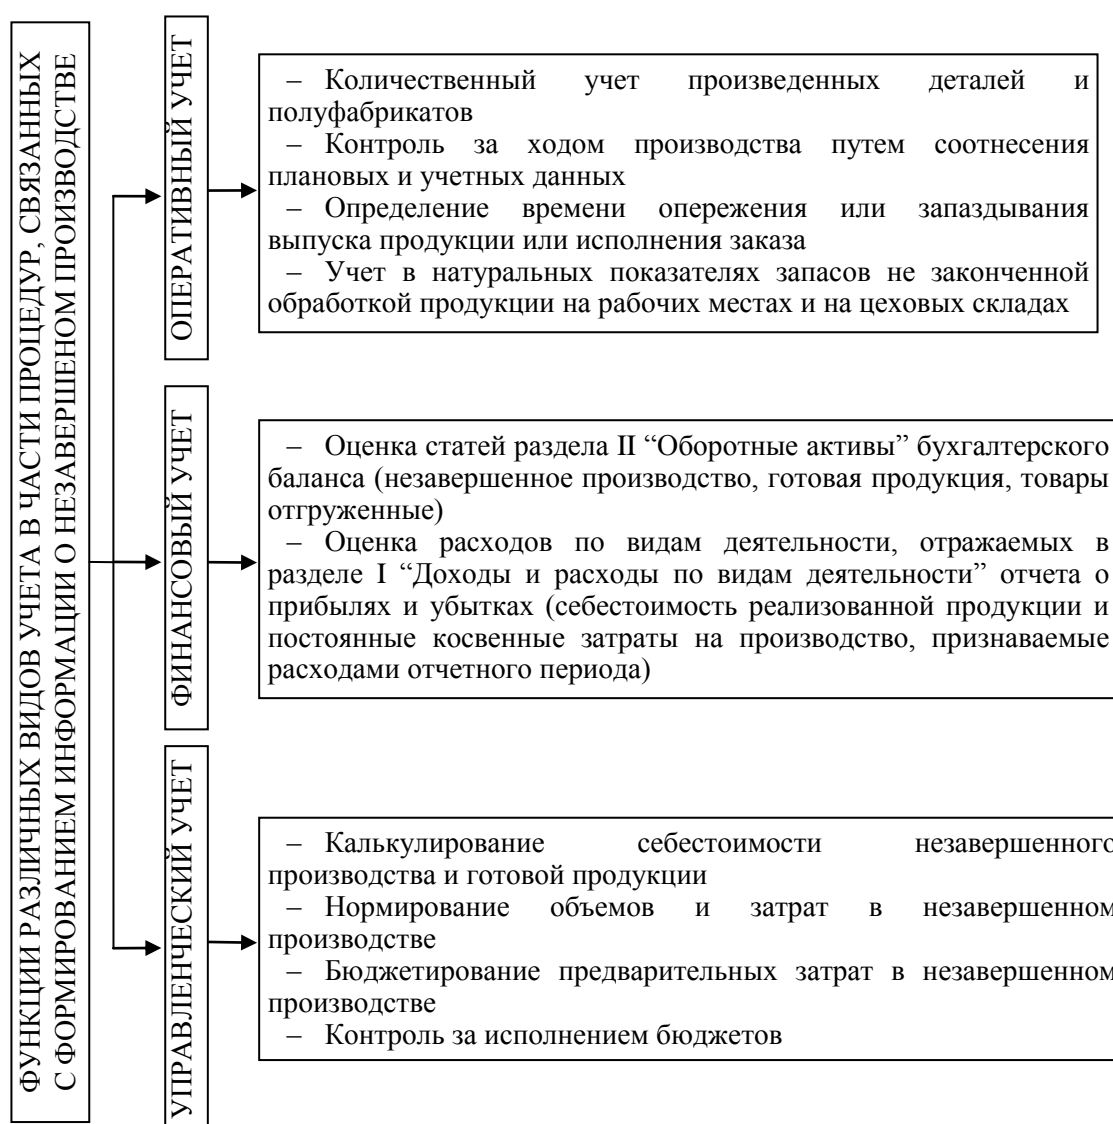 ФУНКЦИИ РАЗЛИЧНЫХ ВИДОВ УЧЕТА В ЧАСТИ ПРОЦЕДУР, СВЯЗАННЫХ
С ФОРМИРОВАНИЕМ ИНФОРМАЦИИ О НЕЗАВЕРШЕНОМ ПРОИЗВОДСТВЕ
ОПЕРАТИВНЫЙ УЧЕТ
– Количественный учет произведенных деталей и
полуфабрикатов
– Контроль за ходом производства путем соотнесения
плановых и учетных данных
– Определение времени опережения или запаздывания
выпуска продукции или исполнения заказа
– Учет в натуральных показателях запасов не законченной
обработкой продукции на рабочих местах и на цеховых складах
ФИНАНСОВЫЙ УЧЕТ
– Оценка статей раздела II “Оборотные активы” бухгалтерского
баланса (незавершенное производство, готовая продукция, товары
отгруженные)
– Оценка расходов по видам деятельности, отражаемых в
разделе I “Доходы и расходы по видам деятельности” отчета о
прибылях и убытках (себестоимость реализованной продукции и
постоянные косвенные затраты на производство, признаваемые
расходами отчетного периода)
УПРАВЛЕНЧЕСКИЙ УЧЕТ
– Калькулирование себестоимости незавершенного
производства и готовой продукции
– Нормирование объемов и затрат в незавершенном
производстве
– Бюджетирование предварительных затрат в незавершенном
производстве
– Контроль за исполнением бюджетов